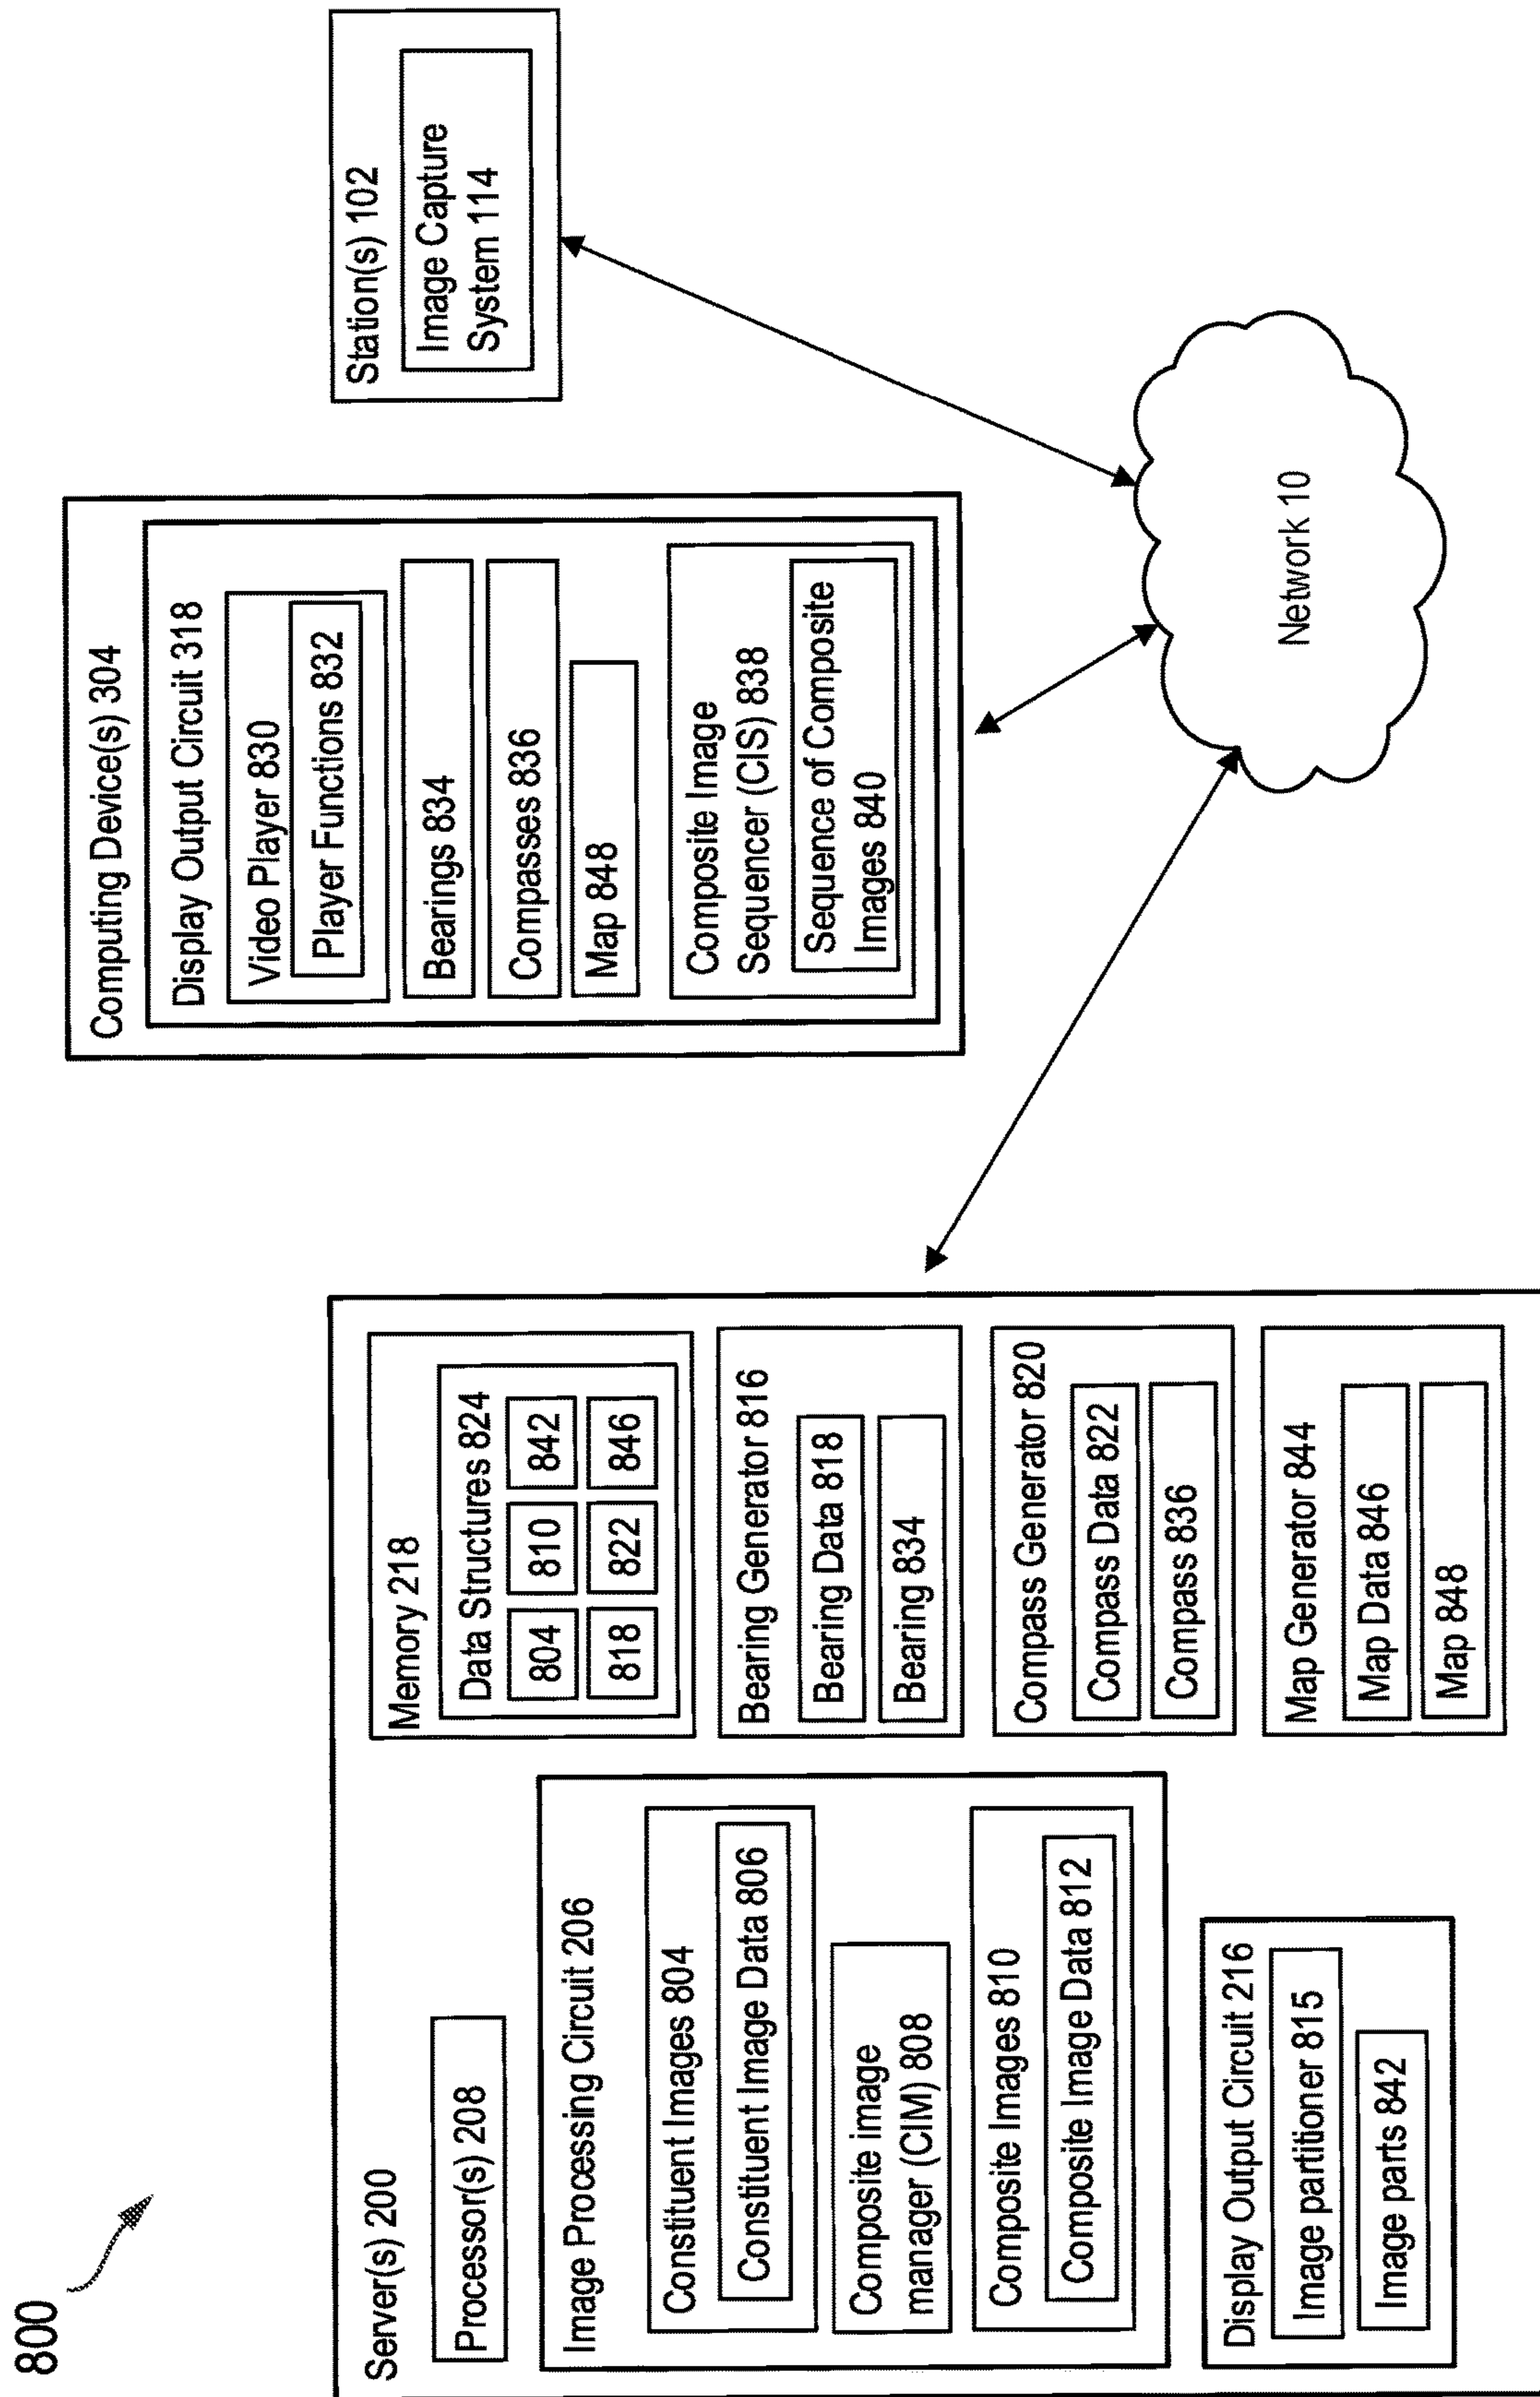 800
Server(s) 200
Processor(s) 208
Image Processing Circuit 206
Constituent Images 804
Constituent Image Data 806
Composite image
manager (CIM) 808
Composite Images 810
Composite Image Data 812
Display Output Circuit 216
Image partitioner 815
Image parts 842
Memory 218
Data Structures 824
804 810 842
818 822 846
Bearing Generator 816
Bearing Data 818
Bearing 834
Compass Generator 820
Compass Data 822
Compass 836
Map Generator 844
Map Data 846
Map 848
Computing Device(s) 304
Display Output Circuit 318
Video Player 830
Player Functions 832
Bearings 834
Compasses 836
Map 848
Composite Image
Sequencer (CIS) 838
Sequence of Composite
Images 840
Station(s) 102
Image Capture
System 114
Network 10